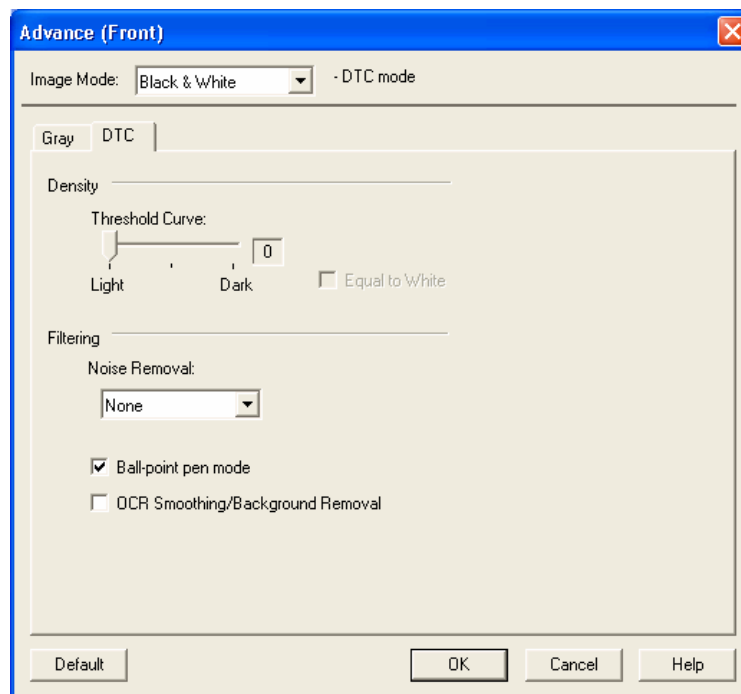 Advance (Front)
Image Mode: Black & White - DTC mode
Gray DTC
Density
Threshold Curve:
0
Light Dark Equal to White
Filtering
Noise Removal:
None
Ball-point pen mode
OCR Smoothing/Background Removal
Default OK Cancel Help